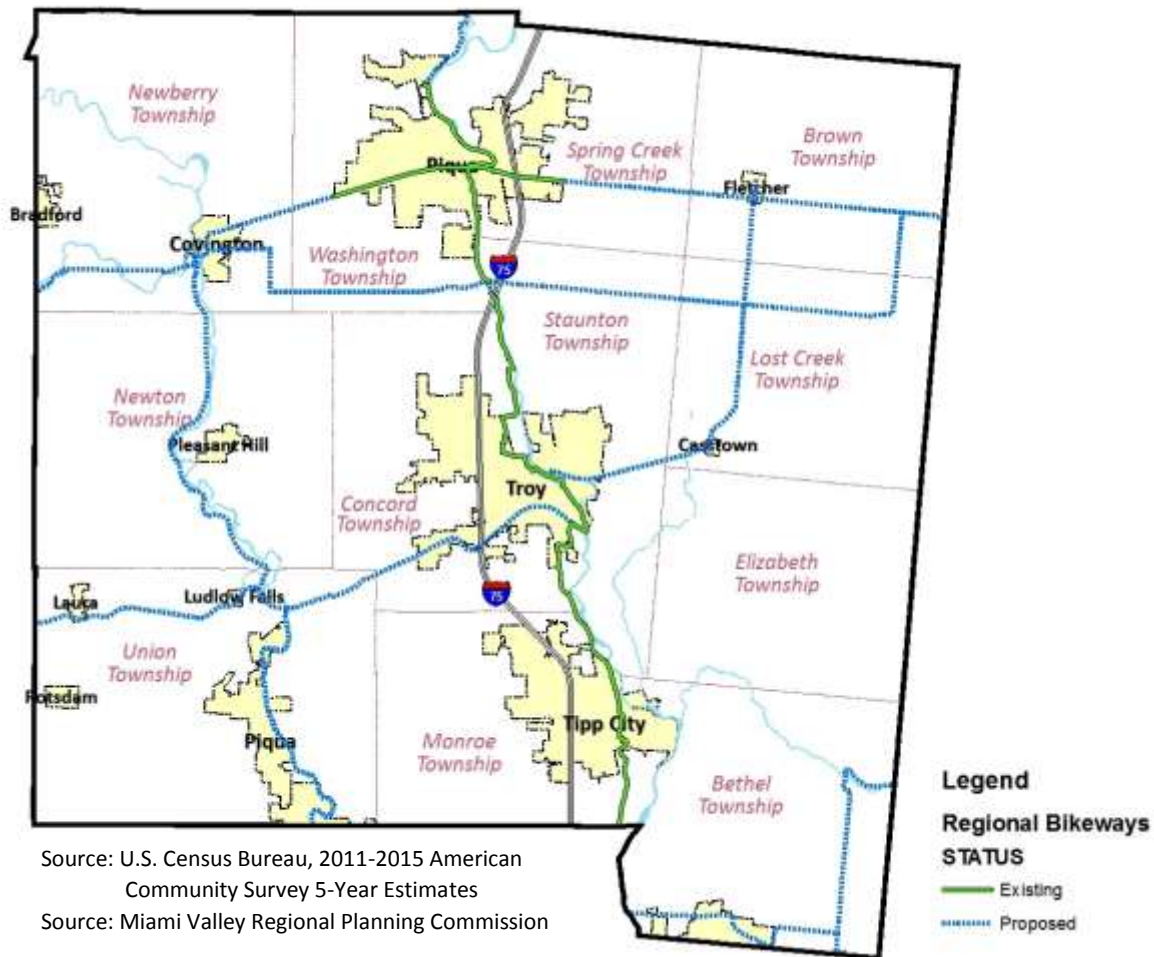 Newberry
Township
Brown
Township
Spring Creek
Township
Piqua
Fletcher
Bradford
Covington
Washington
Township
75
Staunton
Township
Lost Creek
Township
Newton
Township
Pleasant Hill
Casstown
Troy
Concord
Township
Elizabeth
Township
75
Laura
Ludlow Falls
Union
Township
Potsdam
Tipp City
Piqua
Monroe
Township
Bethel
Township
Legend
Regional Bikeways
STATUS
Existing
Proposed
Source: U.S. Census Bureau, 2011-2015 American
Community Survey 5-Year Estimates
Source: Miami Valley Regional Planning Commission